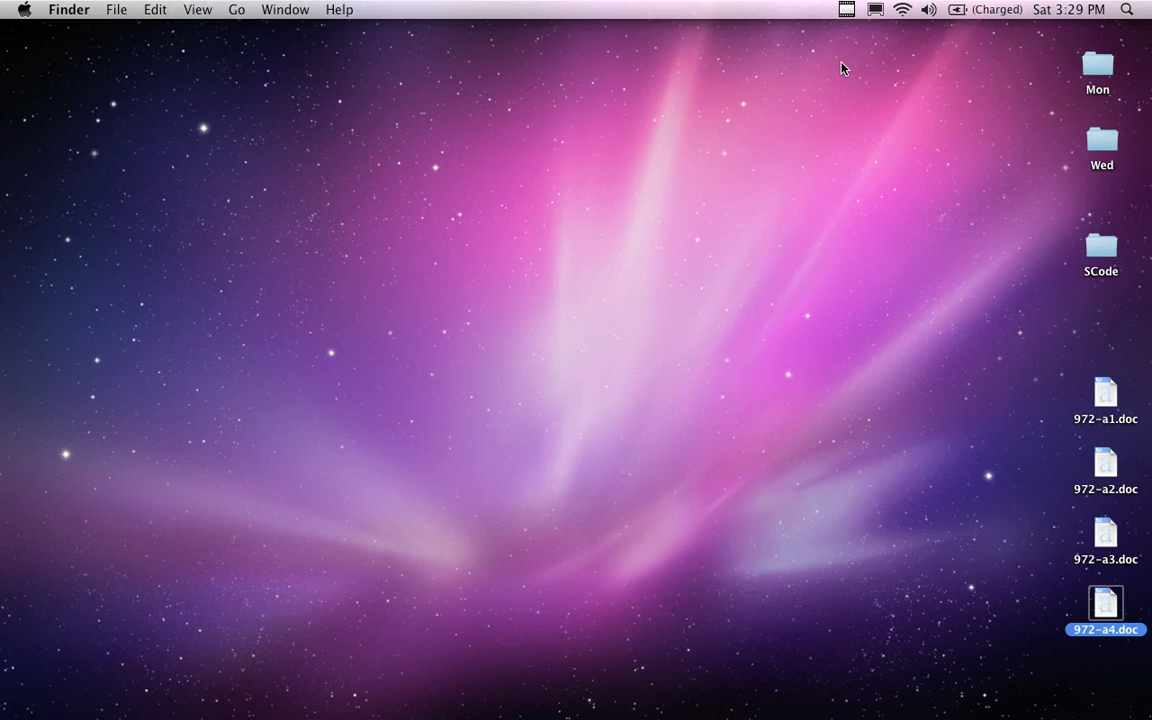 Finder File Edit View Go Window Help (Charged) Sat 3:29 PM
Mon
Wed
SCode
972-a1.doc
972-a2.doc
972-a3.doc
972-a4.doc